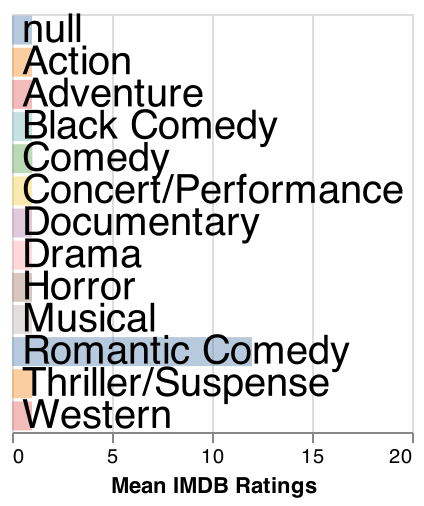 null
Action
Adventure
Black Comedy
Comedy
Concert/Performance
Documentary
Drama
Horror
Musical
Romantic Comedy
Thriller/Suspense
Western
0 5 10 15 20
Mean IMDB Ratings